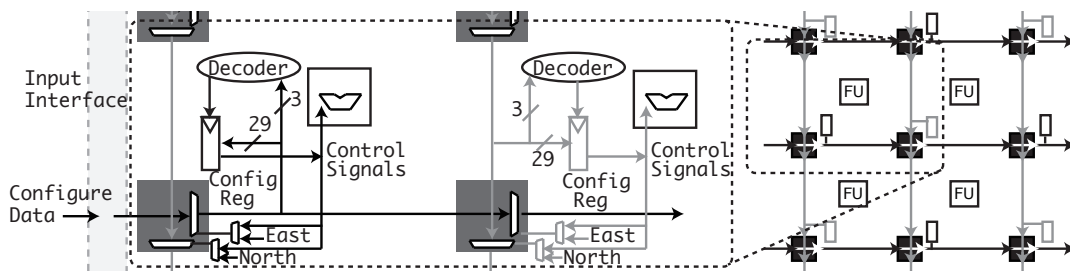 Input
Interface
Configure
Data
Decoder
3
29
Control
Signals
Config
Reg
East
North
Decoder
3
29
Control
Signals
Config
Reg
East
North
FU
FU
FU
FU